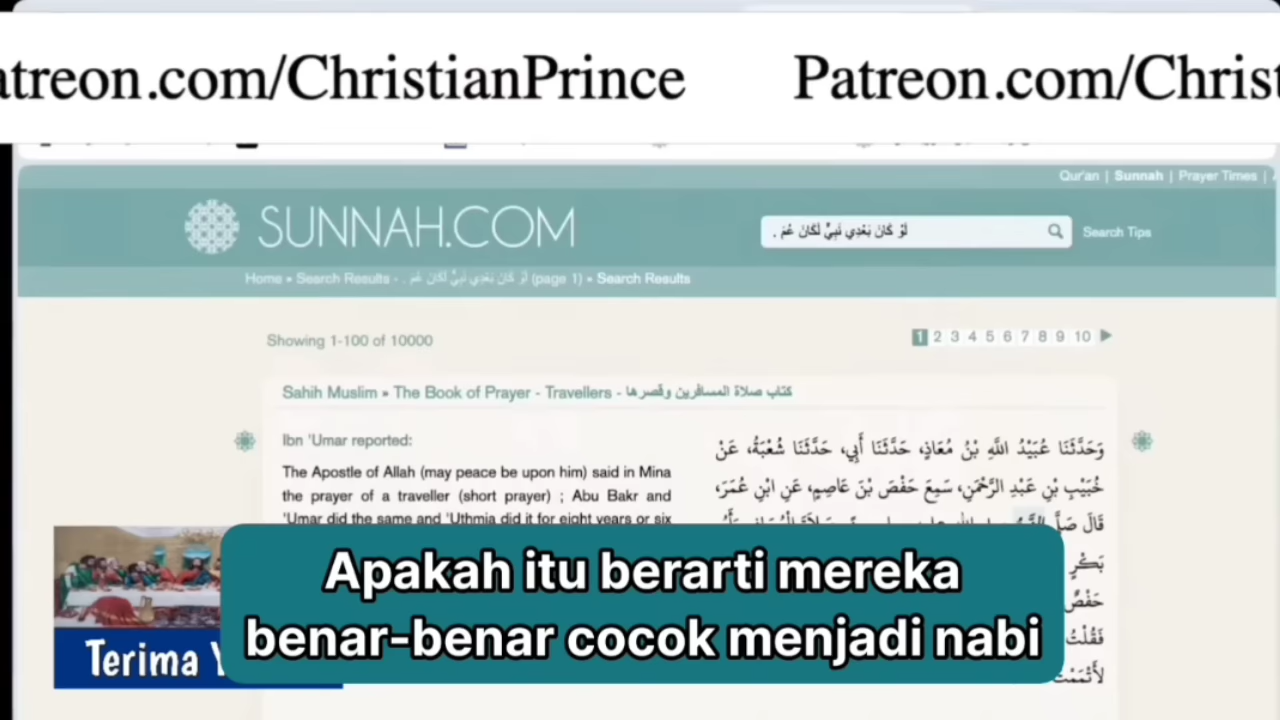 atreon.com/ChristianPrince Patreon.com/Christ
Qur'an | Sunnah | Prayer Times |
SUNNAH.COM
لَوْ كَانَ بَعْدِي نَبِيٌّ لَكَانَ عُمَ .
Search Tips
Home » Search Results - . لَوْ كَانَ بَعْدِي نَبِيٌّ لَكَانَ عُمَ (page 1) » Search Results
Showing 1-100 of 10000
1 2 3 4 5 6 7 8 9 10
Sahih Muslim » The Book of Prayer - Travellers - كتاب صلاة المسافرين وقصرها
Ibn 'Umar reported:
The Apostle of Allah (may peace be upon him) said in Mina
the prayer of a traveller (short prayer) ; Abu Bakr and
'Umar did the same and 'Uthmia did it for eight years or six
وَحَدَّثَنَا عُبَيْدُ اللَّهِ بْنُ مُعَاذٍ، حَدَّثَنَا أَبِي، حَدَّثَنَا شُعْبَةُ، عَنْ
خُبَيْبِ بْنِ عَبْدِ الرَّحْمَنِ، سَمِعَ حَفْصَ بْنَ عَاصِمٍ، عَنِ ابْنِ عُمَرَ،
قَالَ صَلَّى
بَكْرٍ
حَفْصٌ
فَقُلْتُ
لأَتْمَمْتُ
Apakah itu berarti mereka
benar-benar cocok menjadi nabi
Terima